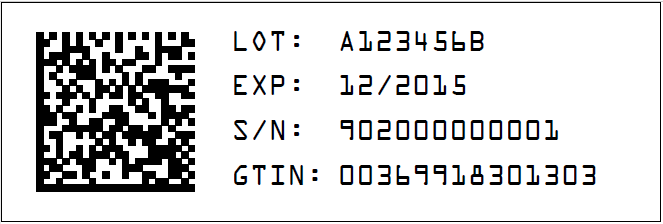 LOT: A123456B
EXP: 12/2015
S/N: 902000000001
GTIN: 00369918301303